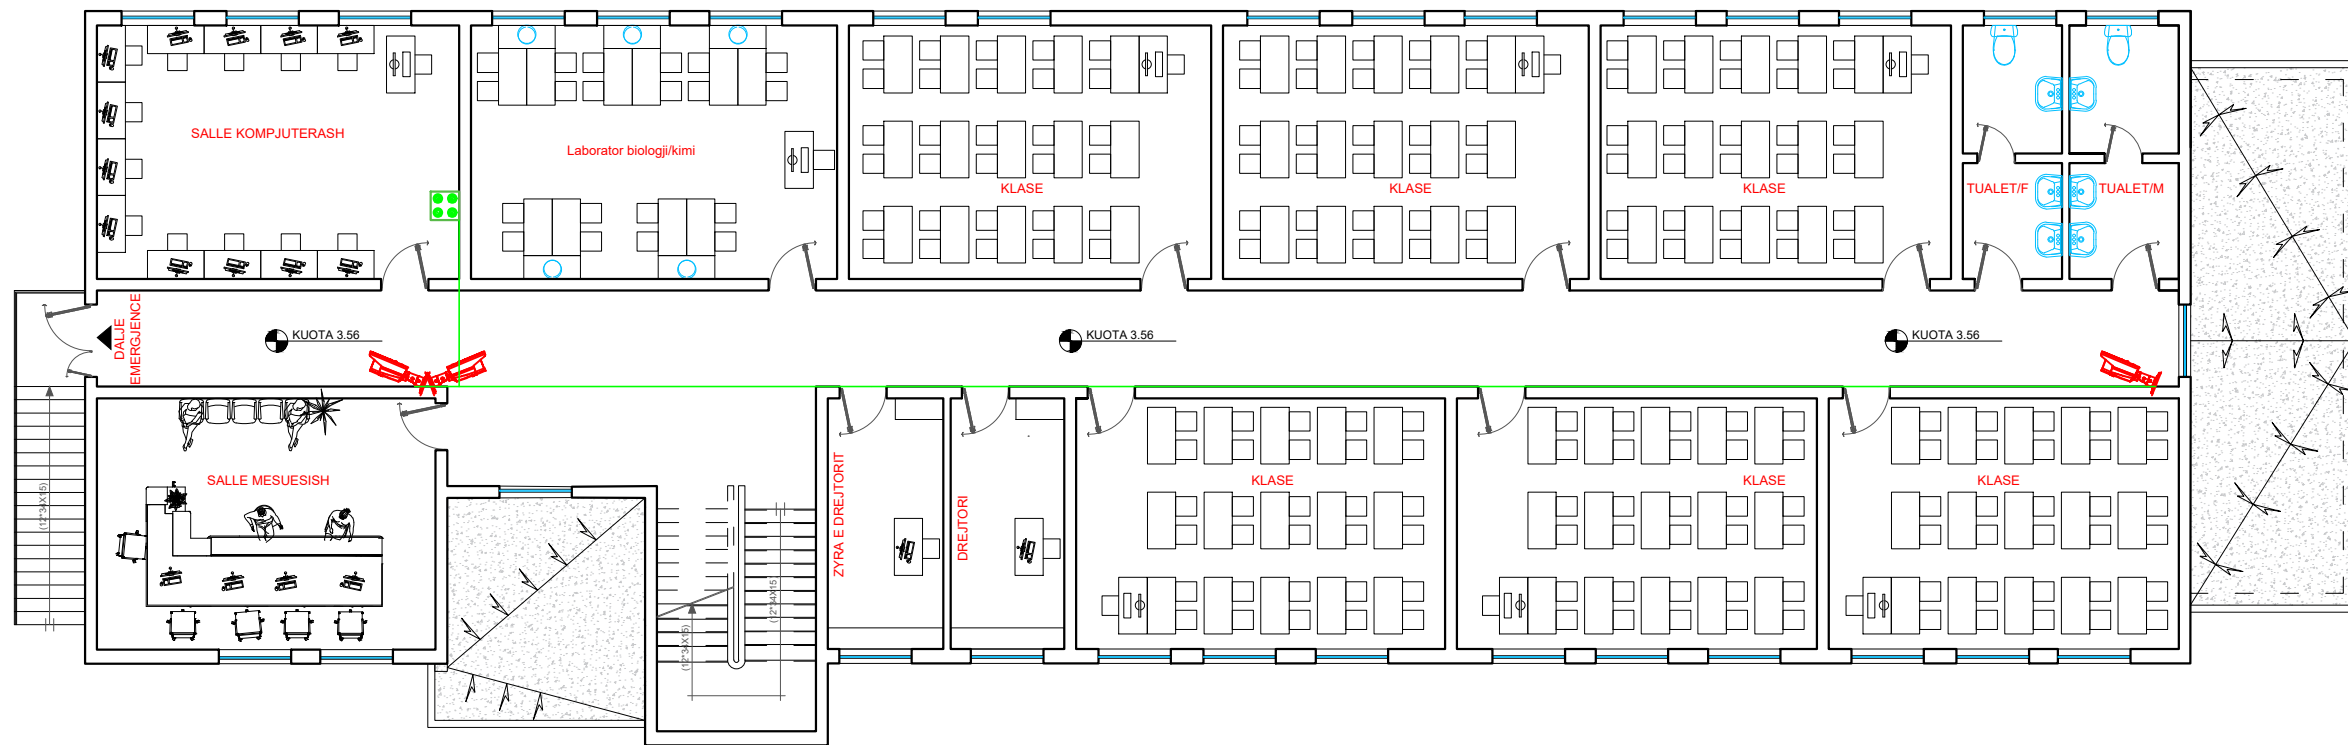 SALLE KOMPJUTERASH
Laborator biologji/kimi
KLASE
KLASE
KLASE
TUALET/F
TUALET/M
DALJE
EMERGJENCE
KUOTA 3.56
KUOTA 3.56
KUOTA 3.56
SALLE MESUESISH
ZYRA E DREJTORIT
DREJTORI
KLASE
KLASE
KLASE
(12*34X15)
(12*34X15)
(12*34X15)